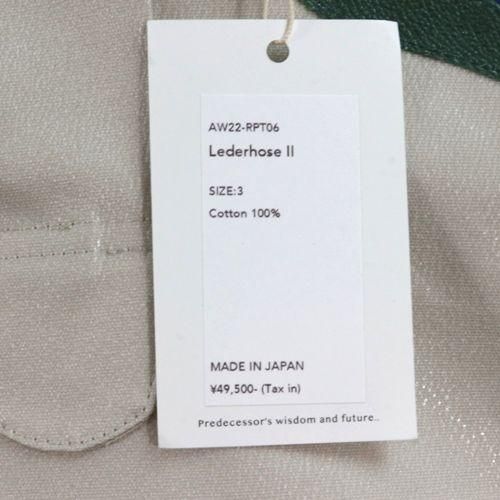 AW22-RPT06
Lederhose II
SIZE:3
Cotton 100%
MADE IN JAPAN
¥49,500- (Tax in)
Predecessor's wisdom and future..